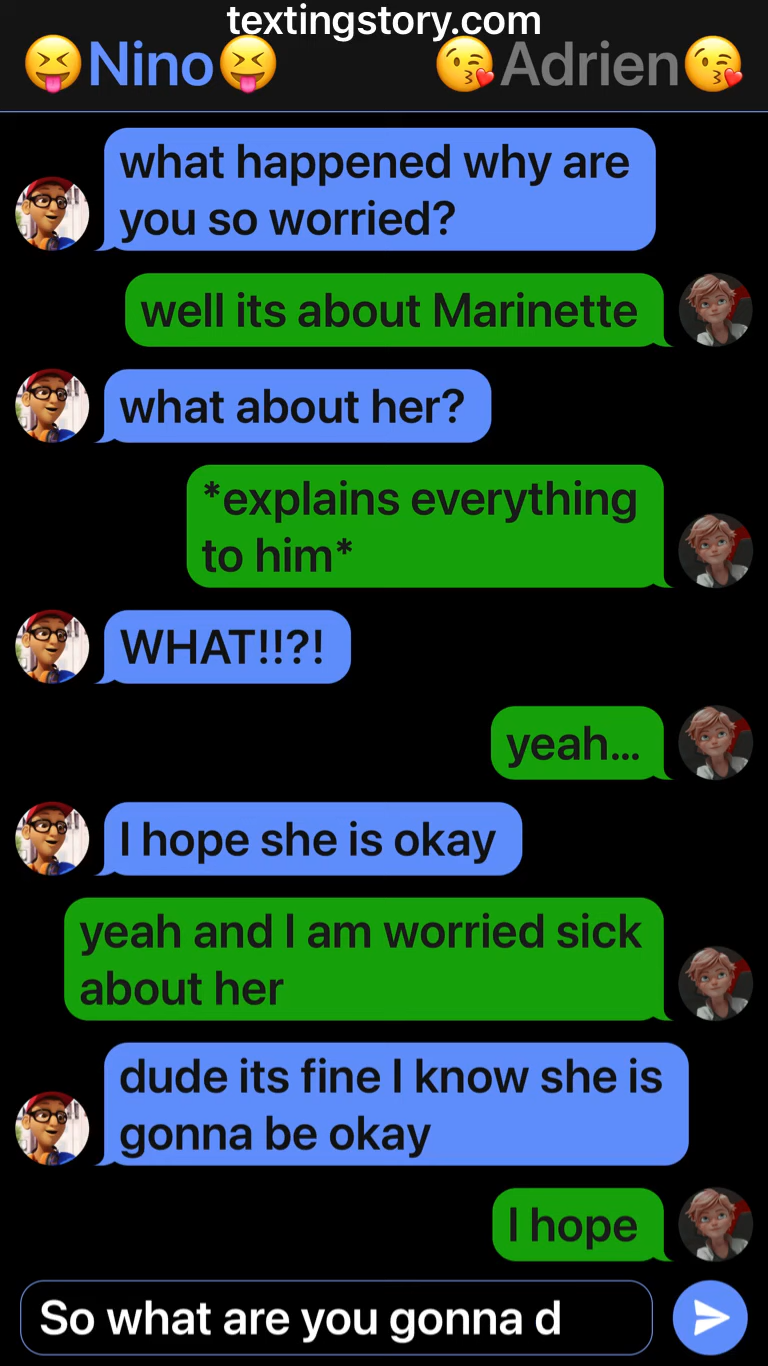 textingstory.com
😝Nino😝 😘Adrien😘
what happened why are
you so worried?
well its about Marinette
what about her?
*explains everything
to him*
WHAT!!?!
yeah...
I hope she is okay
yeah and I am worried sick
about her
dude its fine I know she is
gonna be okay
I hope
So what are you gonna d